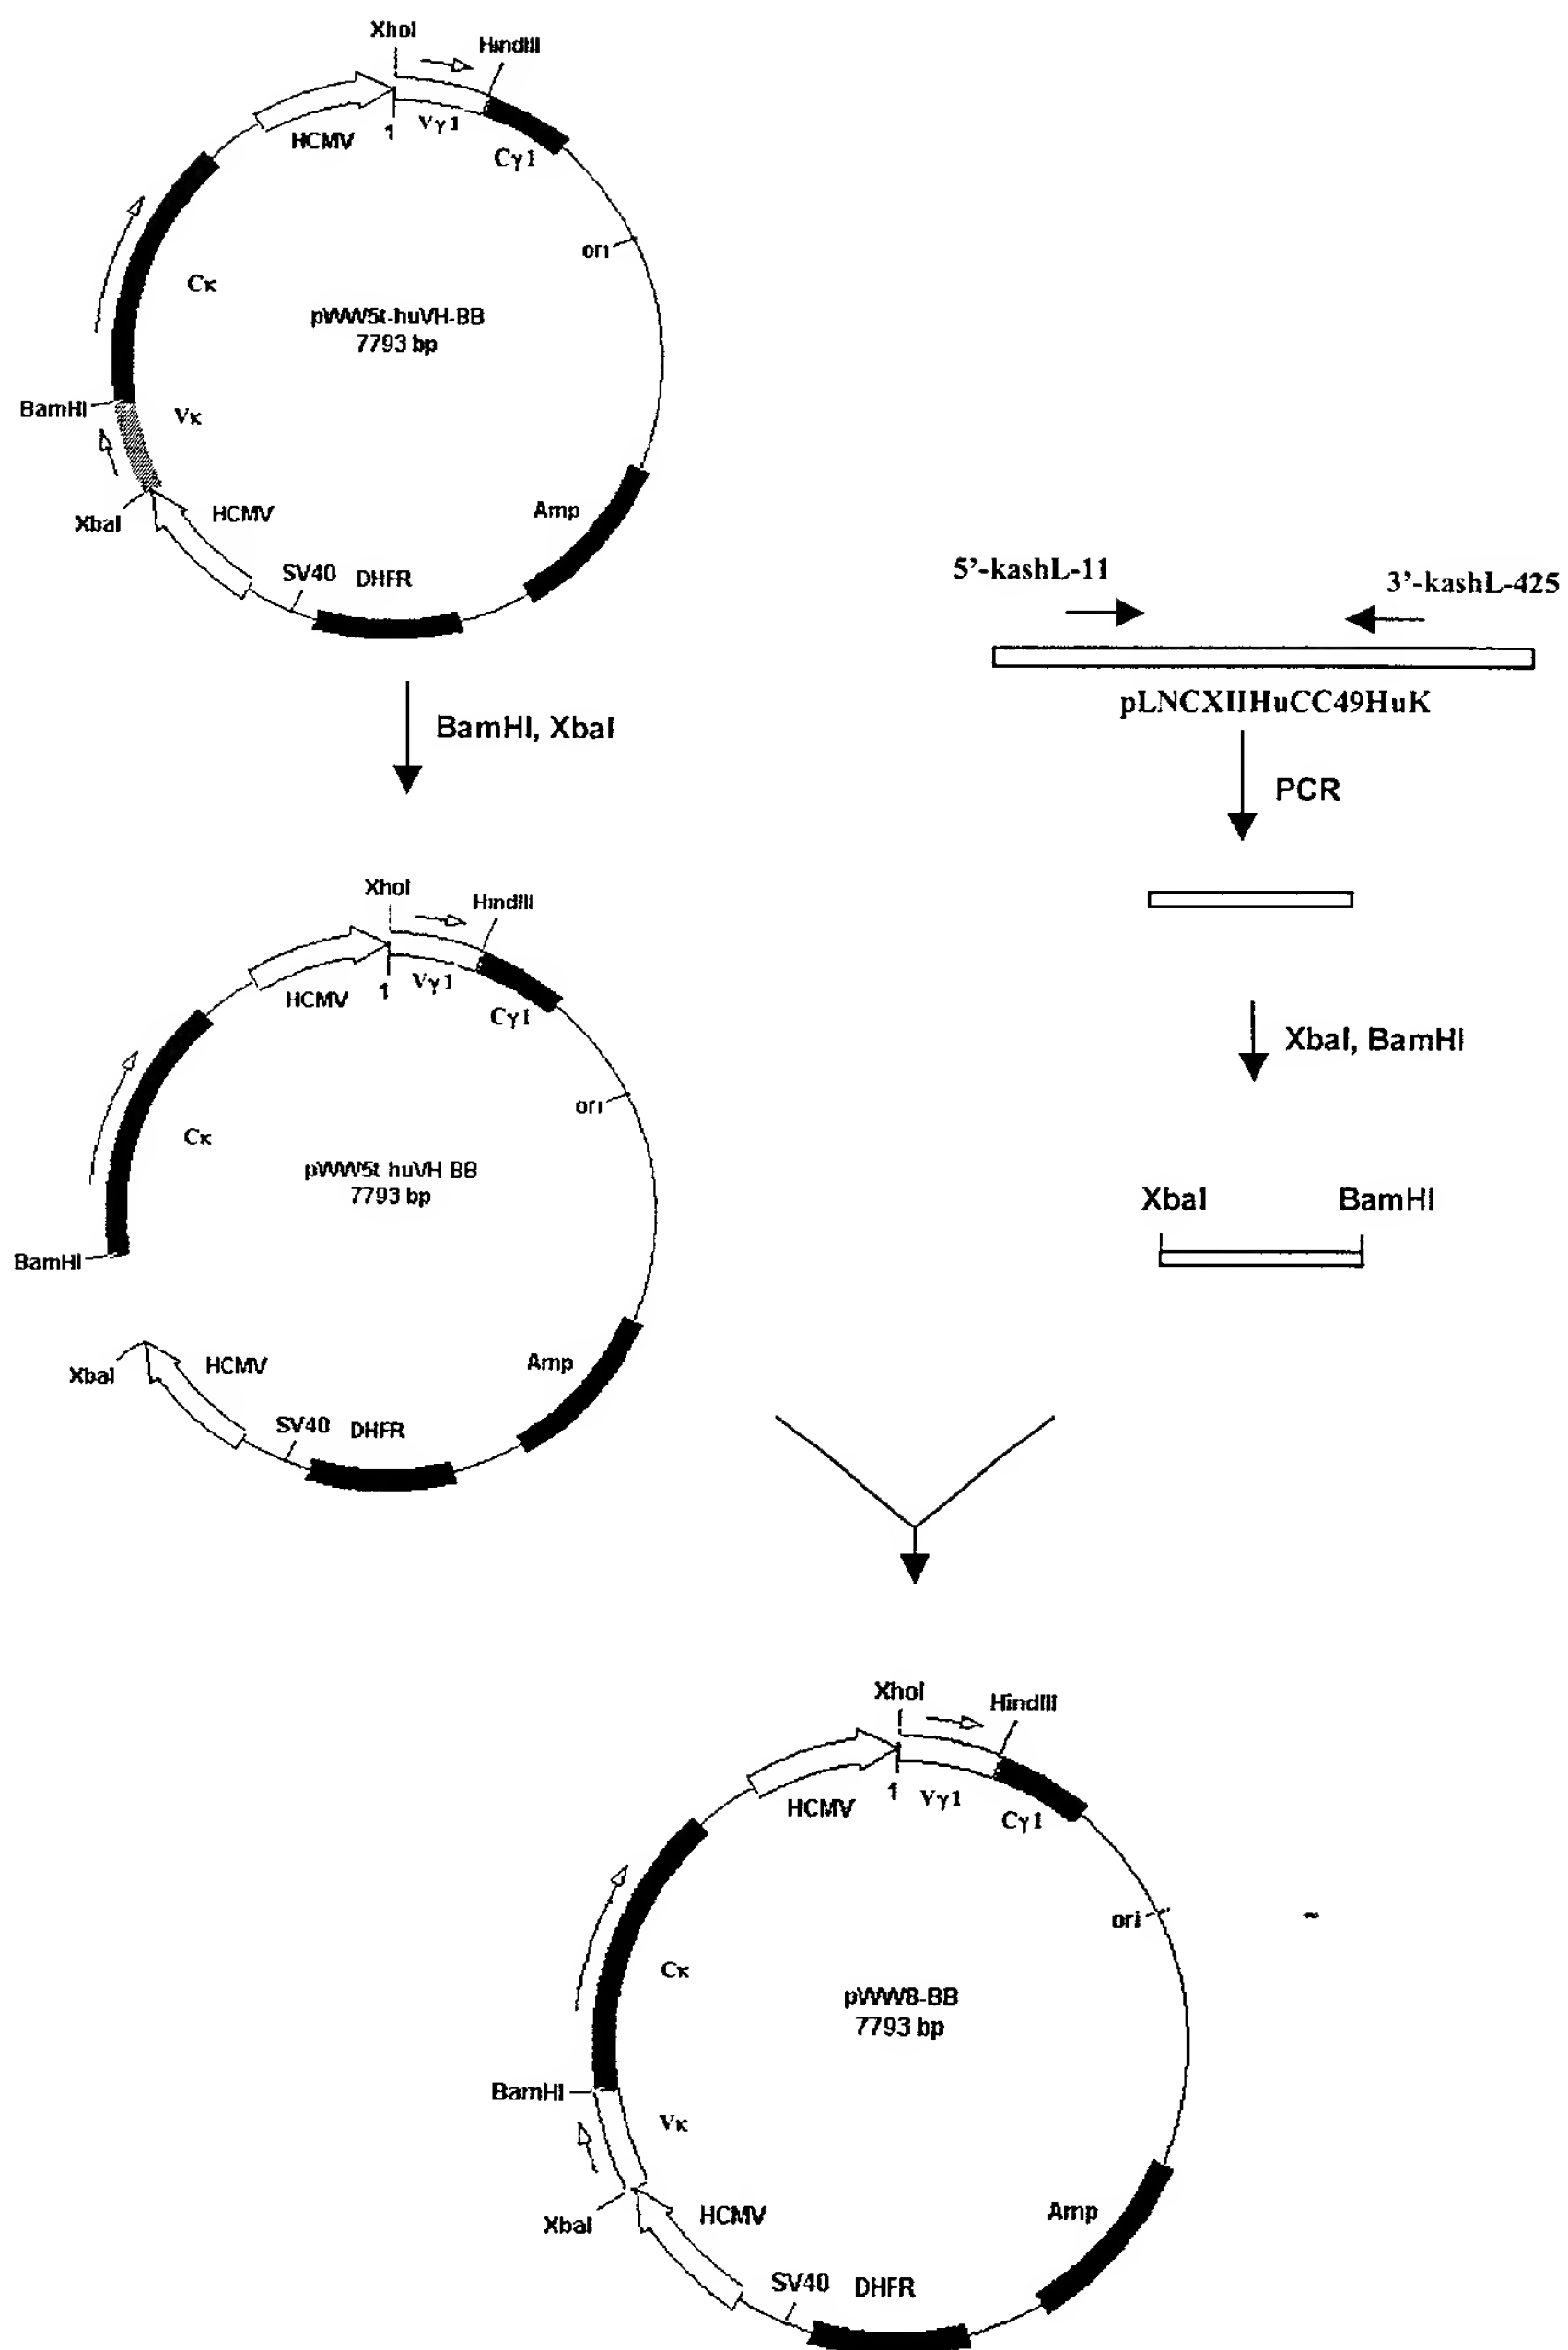 XhoI
HindIII
HCMV
1
Vγ1
Cγ1
ori
Cκ
pWW5t-huVH-BB
7793 bp
BamHI
Vκ
XbaI
HCMV
Amp
SV40
DHFR
5’-kashL-11
3’-kashL-425
pLNCXIIHuCC49HuK
BamHI, XbaI
PCR
XhoI
HindIII
HCMV
1
Vγ1
Cγ1
ori
Cκ
pWW5t huVH BB
7793 bp
BamHI
XbaI
HCMV
Amp
SV40
DHFR
XbaI, BamHI
XbaI
BamHI
XhoI
HindIII
HCMV
1
Vγ1
Cγ1
ori
Cκ
pWW8-BB
7793 bp
BamHI
Vκ
XbaI
HCMV
Amp
SV40
DHFR